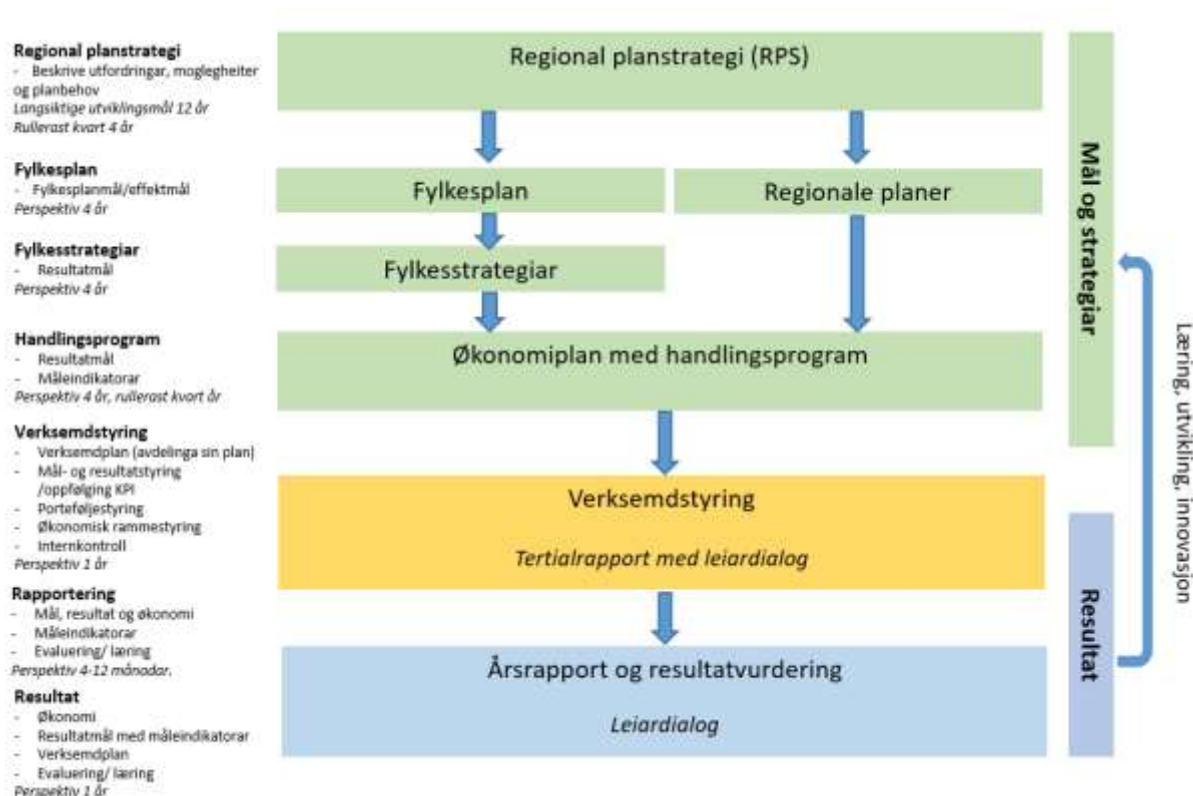 Regional planstrategi
- Beskrive utfordringar, moglegheiter
og planbehov
Langsiktige utviklingsmål 12 år
Rullerast kvart 4 år
Fylkesplan
- Fylkesplanmål/effektmål
Perspektiv 4 år
Fylkesstrategiar
- Resultatmål
Perspektiv 4 år
Handlingsprogram
- Resultatmål
- Måleindikatorar
Perspektiv 4 år, rullerast kvart år
Verksemdstyring
- Verksemdplan (avdelinga sin plan)
- Mål- og resultatstyring
/oppfølging KPI
- Porteføljestyring
- Økonomisk rammestyring
- Internkontroll
Perspektiv 1 år
Rapportering
- Mål, resultat og økonomi
- Måleindikatorar
- Evaluering/ læring
Perspektiv 4-12 månadar.
Resultat
- Økonomi
- Resultatmål med måleindikatorar
- Verksemdplan
- Evaluering/ læring
Perspektiv 1 år
Regional planstrategi (RPS)
Fylkesplan
Regionale planer
Fylkesstrategiar
Økonomiplan med handlingsprogram
Verksemdstyring
Tertialrapport med leiardialog
Årsrapport og resultatvurdering
Leiardialog
Mål og strategiar
Resultat
Læring, utvikling, innovasjon